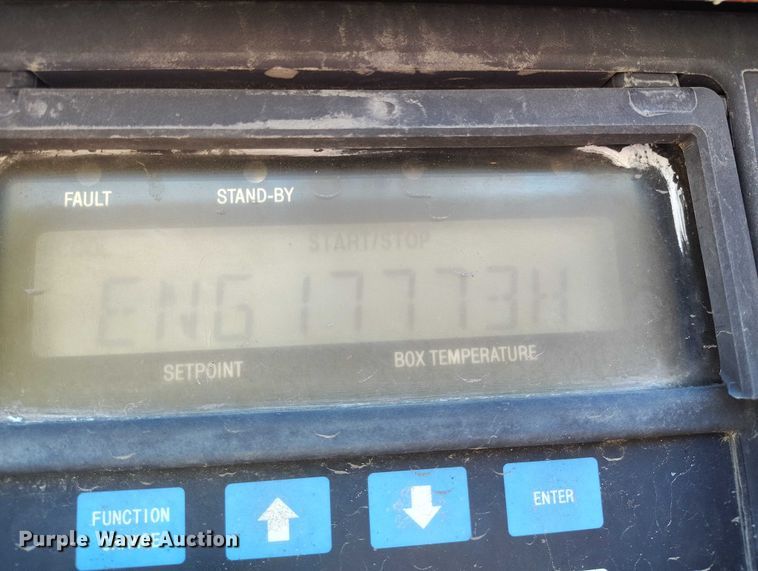 FAULT STAND-BY
START/STOP
ENG 17773H
SETPOINT BOX TEMPERATURE
FUNCTION ENTER
Purple Wave Auction